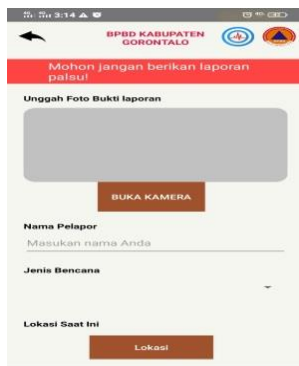 3:14 AM
BPBD KABUPATEN
GORONTALO
Mohon jangan berikan laporan
palsu!
Unggah Foto Bukti laporan
BUKA KAMERA
Nama Pelapor
Masukan nama Anda
Jenis Bencana
Lokasi Saat Ini
Lokasi